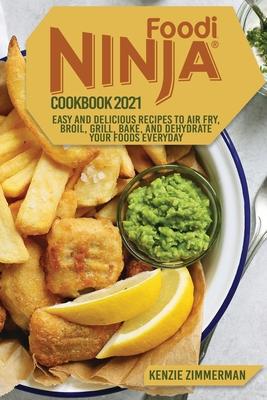 Foodi
NINJA®
COOKBOOK 2021
EASY AND DELICIOUS RECIPES TO AIR FRY,
BROIL, GRILL, BAKE, AND DEHYDRATE
YOUR FOODS EVERYDAY
KENZIE ZIMMERMAN